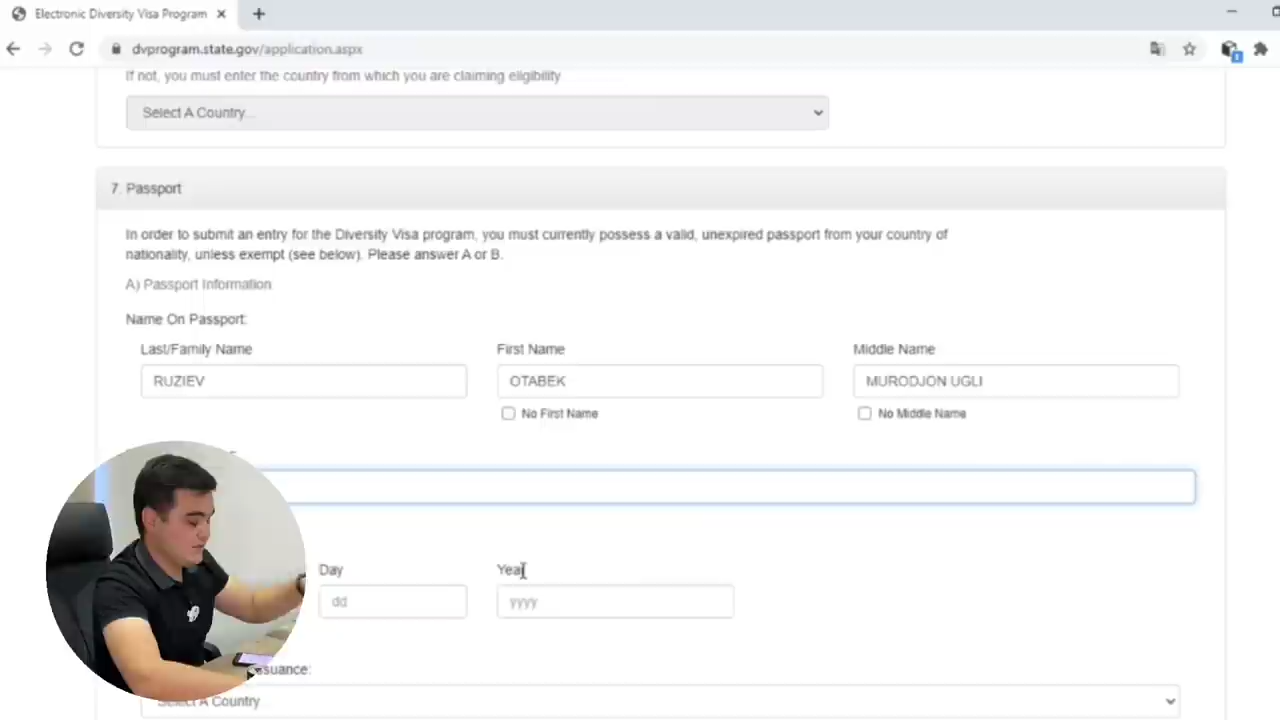 Electronic Diversity Visa Program
dvprogram.state.gov/application.aspx
If not, you must enter the country from which you are claiming eligibility
Select A Country...
7. Passport
In order to submit an entry for the Diversity Visa program, you must currently possess a valid, unexpired passport from your country of
nationality, unless exempt (see below). Please answer A or B.
A) Passport Information
Name On Passport:
Last/Family Name First Name Middle Name
RUZIEV OTABEK MURODJON UGLI
No First Name No Middle Name
Day Year
dd yyyy
Select A Country...